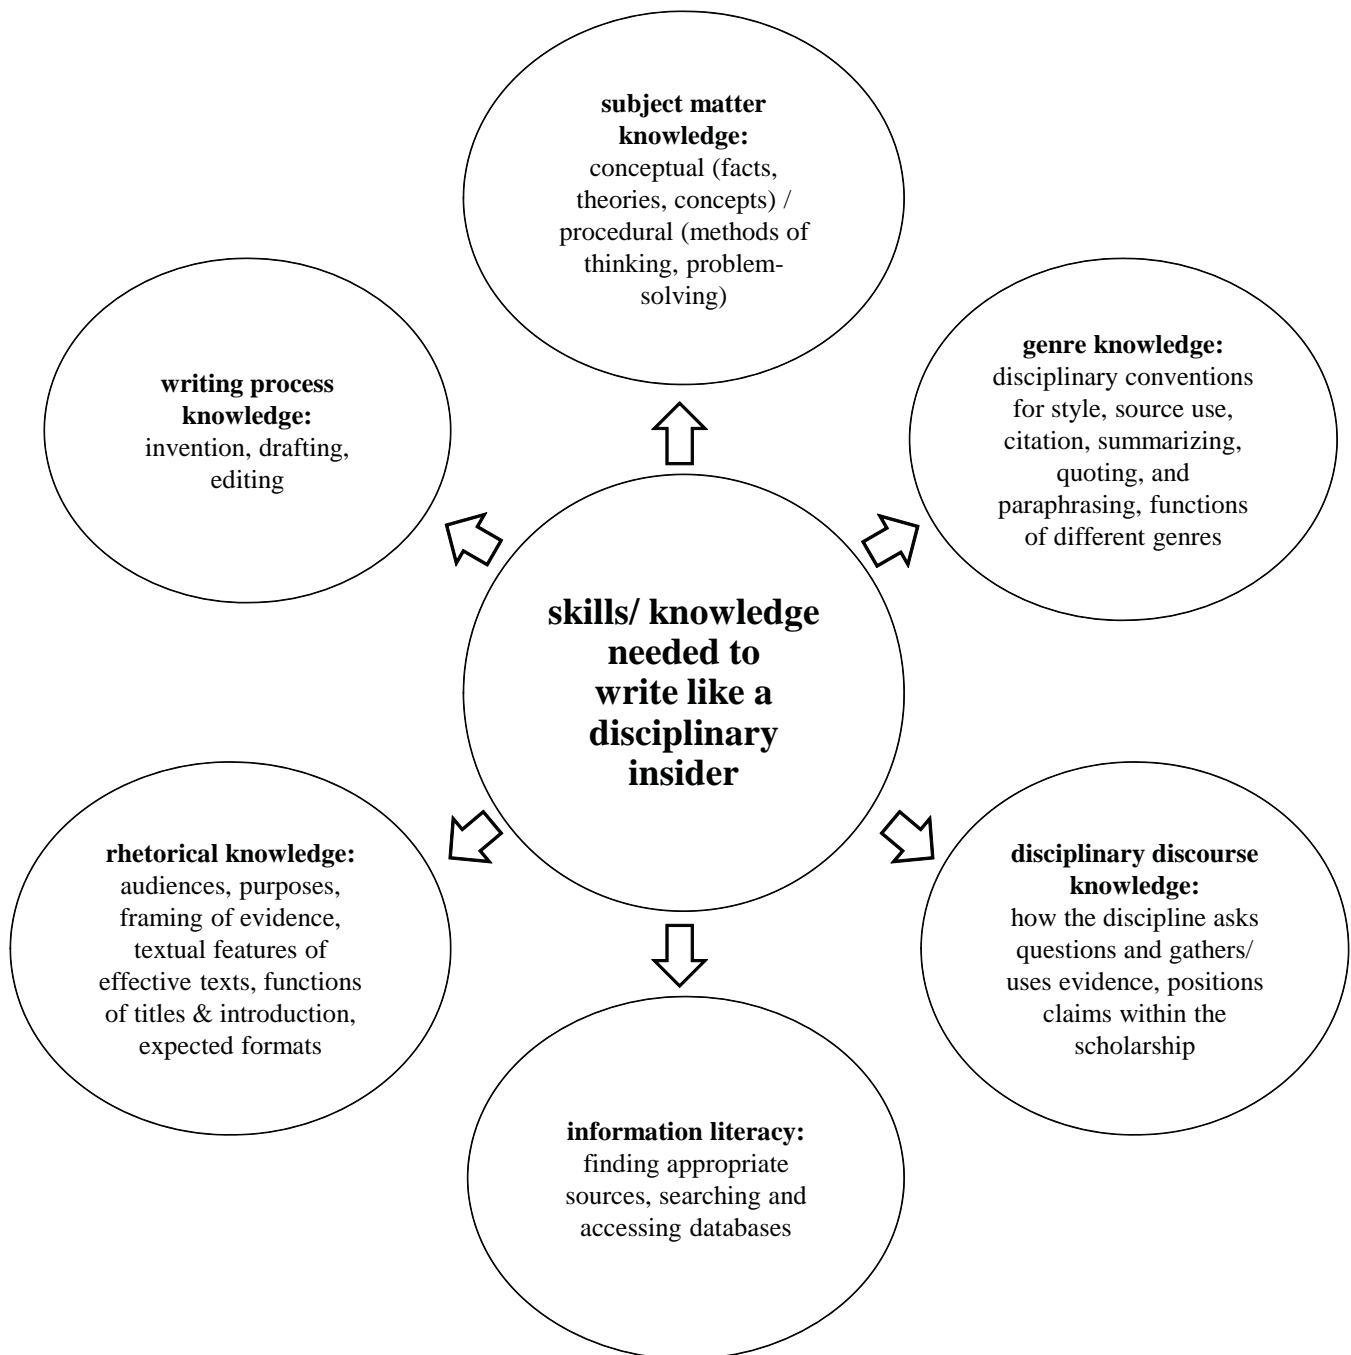 subject matter
knowledge:
conceptual (facts,
theories, concepts) /
procedural (methods of
thinking, problem-
solving)
genre knowledge:
disciplinary conventions
for style, source use,
citation, summarizing,
quoting, and
paraphrasing, functions
of different genres
writing process
knowledge:
invention, drafting,
editing
skills/ knowledge
needed to
write like a
disciplinary
insider
rhetorical knowledge:
audiences, purposes,
framing of evidence,
textual features of
effective texts, functions
of titles & introduction,
expected formats
disciplinary discourse
knowledge:
how the discipline asks
questions and gathers/
uses evidence, positions
claims within the
scholarship
information literacy:
finding appropriate
sources, searching and
accessing databases